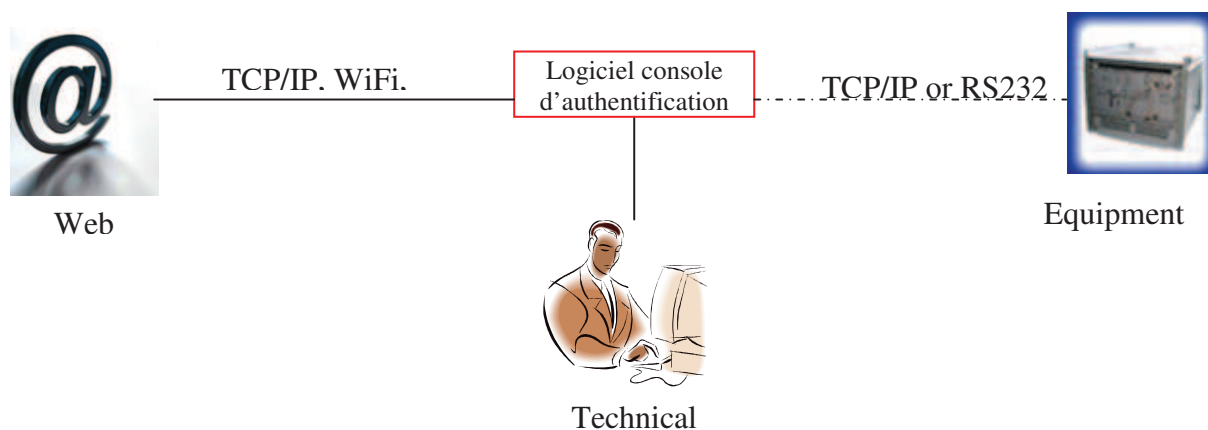 TCP/IP. WiFi.
Logiciel console
d'authentification
TCP/IP or RS232
Web
Equipment
Technical